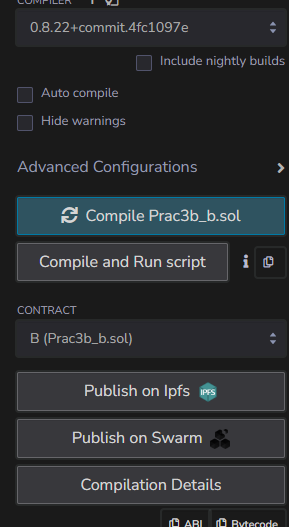 COMPILER
0.8.22+commit.4fc1097e
Include nightly builds
Auto compile
Hide warnings
Advanced Configurations
Compile Prac3b_b.sol
Compile and Run script
CONTRACT
B (Prac3b_b.sol)
Publish on Ipfs IPFS
Publish on Swarm
Compilation Details
ABI Bytecode